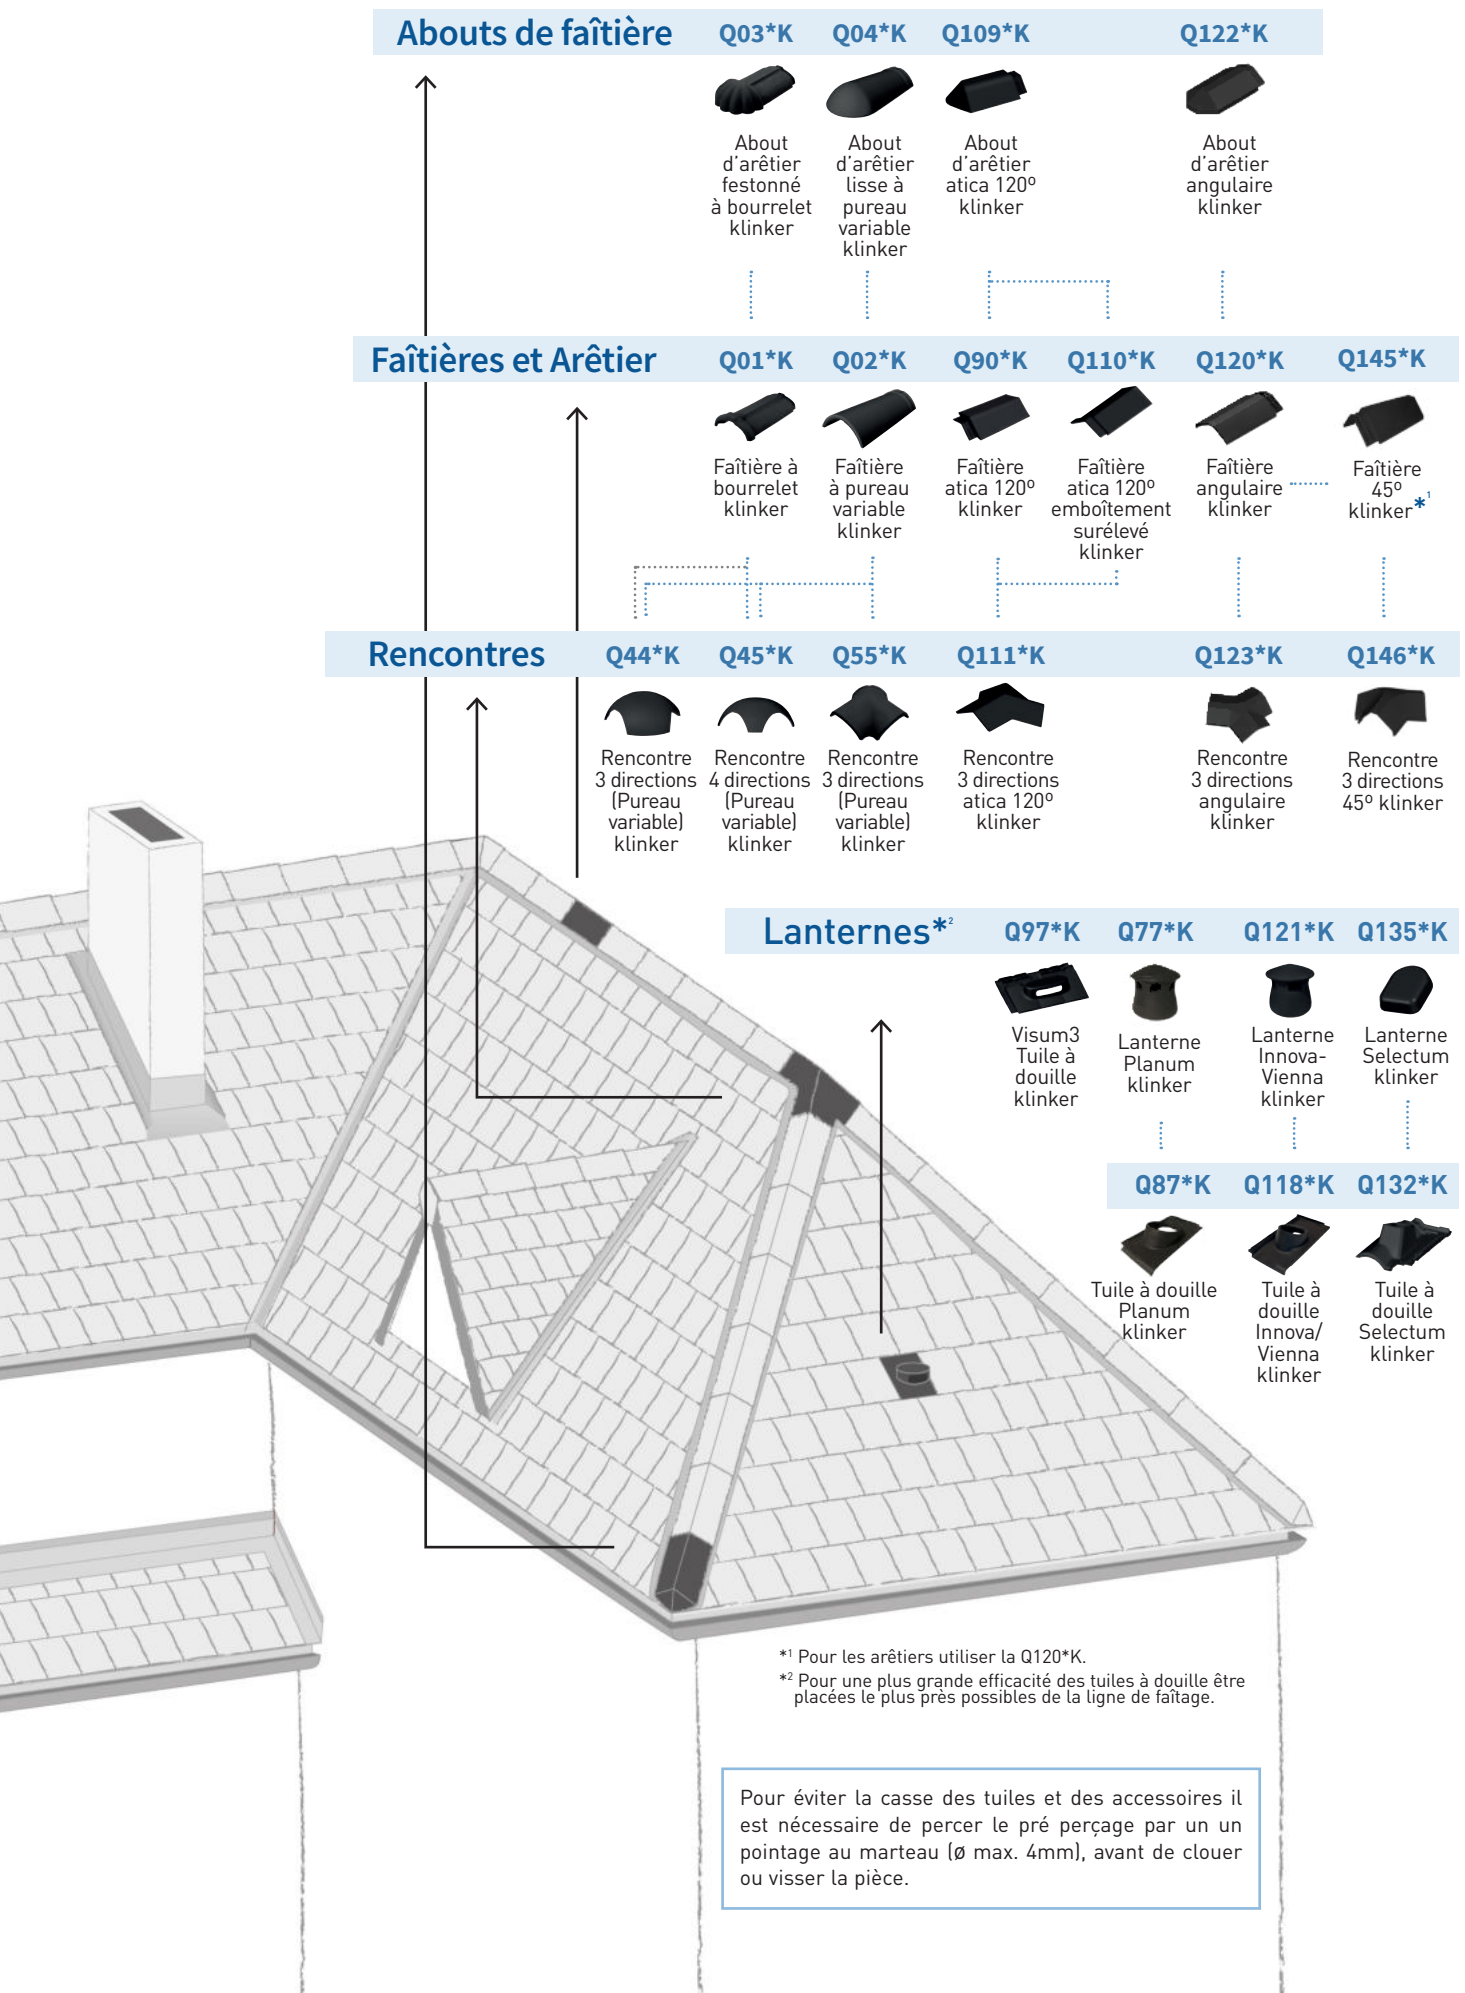 Abouts de faîtière Q03*K Q04*K Q109*K Q122*K
About
d'arêtier
festonné
à bourrelet
klinker
About
d'arêtier
lisse à
pureau
variable
klinker
About
d'arêtier
atica 120º
klinker
About
d'arêtier
angulaire
klinker
Faîtières et Arêtier Q01*K Q02*K Q90*K Q110*K Q120*K Q145*K
Faîtière à
bourrelet
klinker
Faîtière
à pureau
variable
klinker
Faîtière
atica 120º
klinker
Faîtière
atica 120º
emboîtement
surélevé
klinker
Faîtière
angulaire
klinker
Faîtière
45º
klinker*¹
Rencontres Q44*K Q45*K Q55*K Q111*K Q123*K Q146*K
Rencontre
3 directions
(Pureau
variable)
klinker
Rencontre
4 directions
(Pureau
variable)
klinker
Rencontre
3 directions
(Pureau
variable)
klinker
Rencontre
3 directions
atica 120º
klinker
Rencontre
3 directions
angulaire
klinker
Rencontre
3 directions
45º klinker
Lanternes*² Q97*K Q77*K Q121*K Q135*K
Visum3
Tuile à
douille
klinker
Lanterne
Planum
klinker
Lanterne
Innova-
Vienna
klinker
Lanterne
Selectum
klinker
Q87*K Q118*K Q132*K
Tuile à douille
Planum
klinker
Tuile à
douille
Innova/
Vienna
klinker
Tuile à
douille
Selectum
klinker
*¹ Pour les arêtiers utiliser la Q120*K.
*² Pour une plus grande efficacité des tuiles à douille être
placées le plus près possibles de la ligne de faîtage.
Pour éviter la casse des tuiles et des accessoires il
est nécessaire de percer le pré perçage par un un
pointage au marteau (ø max. 4mm), avant de clouer
ou visser la pièce.